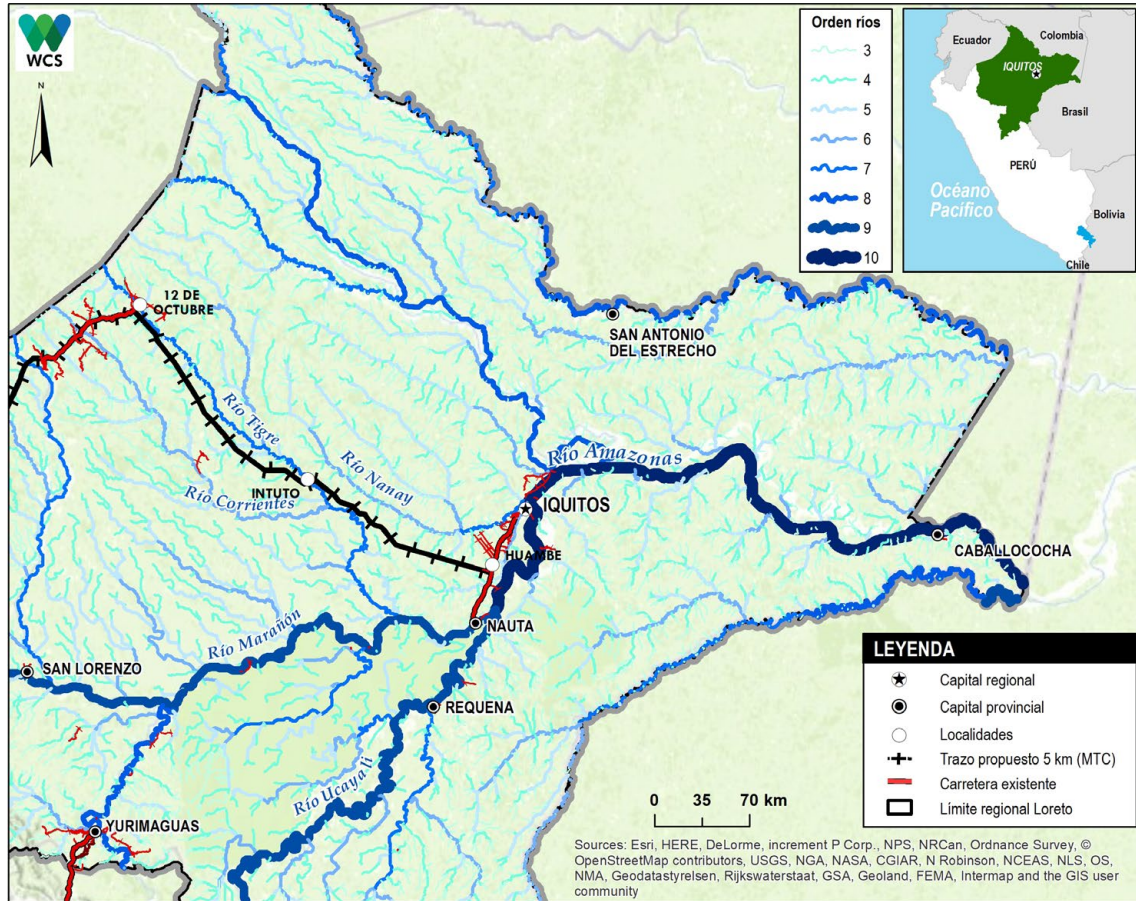 WCS
N
Orden ríos
3
4
5
6
7
8
9
10
Ecuador
Colombia
IQUITOS
Brasil
PERÚ
Océano
Pacífico
Bolivia
Chile
12 DE
OCTUBRE
SAN ANTONIO
DEL ESTRECHO
Río Tigre
Río Nanay
Río Amazonas
INTUTO
Río Corrientes
IQUITOS
HUAMBE
CABALLOCOCHA
NAUTA
Río Marañón
SAN LORENZO
REQUENA
Río Ucayali
YURIMAGUAS
LEYENDA
Capital regional
Capital provincial
Localidades
Trazo propuesto 5 km (MTC)
Carretera existente
Límite regional Loreto
0 35 70 km
Sources: Esri, HERE, DeLorme, increment P Corp., NPS, NRCan, Ordnance Survey, ©
OpenStreetMap contributors, USGS, NGA, NASA, CGIAR, N Robinson, NCEAS, NLS, OS,
NMA, Geodatastyrelsen, Rijkswaterstaat, GSA, Geoland, FEMA, Intermap and the GIS user
community